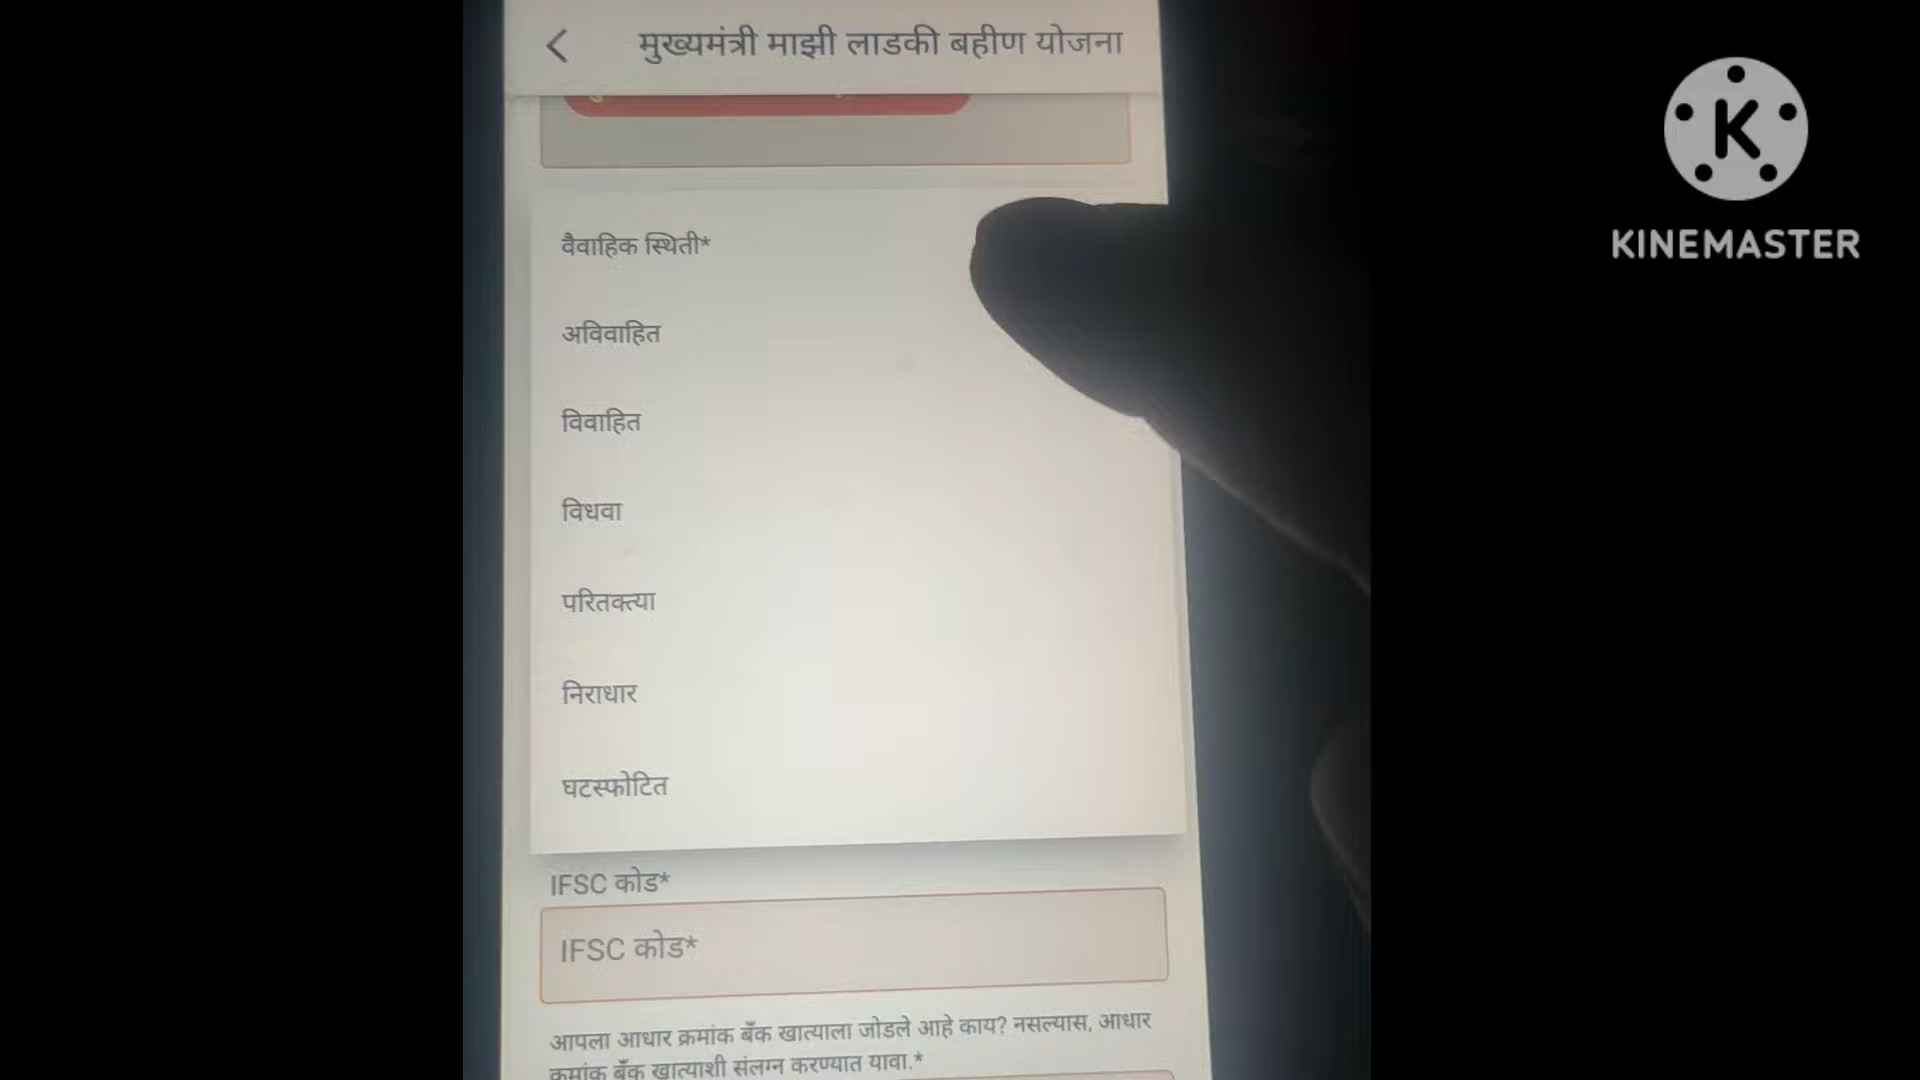 मुख्यमंत्री माझी लाडकी बहीण योजना
KINEMASTER
वैवाहिक स्थिती*
अविवाहित
विवाहित
विधवा
परितक्त्या
निराधार
घटस्फोटित
IFSC कोड*
IFSC कोड*
आपला आधार क्रमांक बँक खात्याला जोडले आहे काय? नसल्यास, आधार
क्रमांक बँक खात्याशी संलग्न करण्यात यावा.*